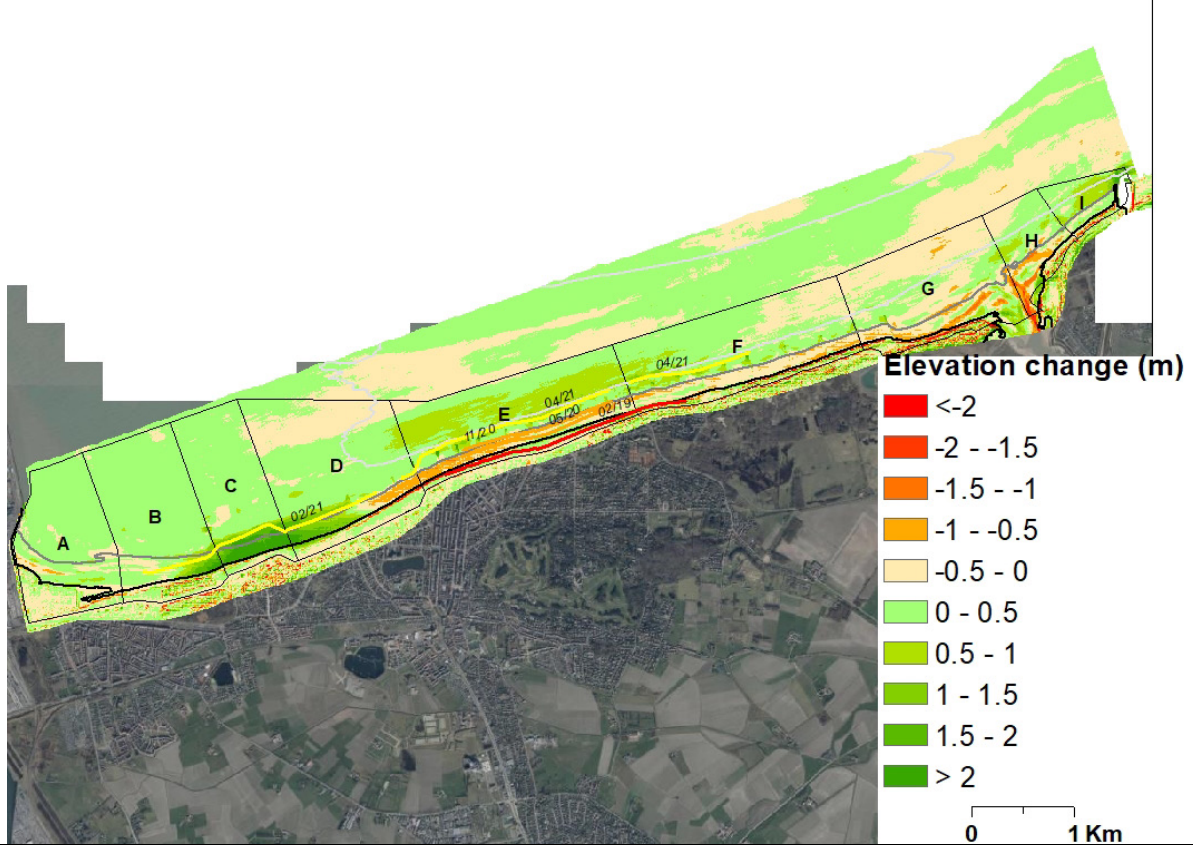 I
H
G
F
04/21
E
04/21
05/20
02/19
11/20
D
C
02/21
B
A
Elevation change (m)
<-2
-2 - -1.5
-1.5 - -1
-1 - -0.5
-0.5 - 0
0 - 0.5
0.5 - 1
1 - 1.5
1.5 - 2
> 2
0 1 Km